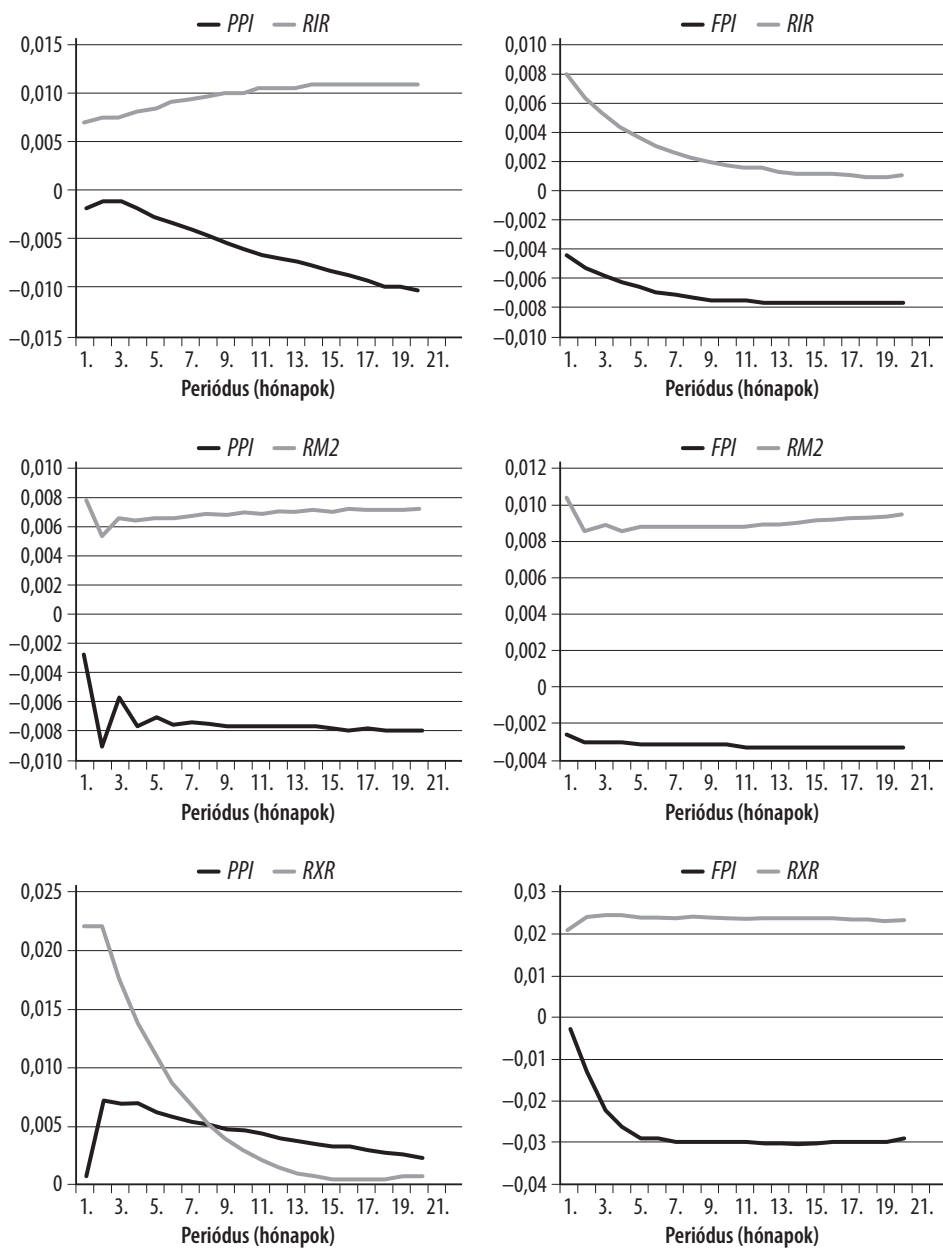 PPI RIR
0,015
0,010
0,005
0
–0,005
–0,010
–0,015
1. 3. 5. 7. 9. 11. 13. 15. 17. 19. 21.
Periódus (hónapok)
FPI RIR
0,010
0,008
0,006
0,004
0,002
0
–0,002
–0,004
–0,006
–0,008
–0,010
1. 3. 5. 7. 9. 11. 13. 15. 17. 19. 21.
Periódus (hónapok)
PPI RM2
0,010
0,008
0,006
0,004
0,002
0
–0,002
–0,004
–0,006
–0,008
–0,010
1. 3. 5. 7. 9. 11. 13. 15. 17. 19. 21.
Periódus (hónapok)
FPI RM2
0,012
0,010
0,008
0,006
0,004
0,002
0
–0,002
–0,004
1. 3. 5. 7. 9. 11. 13. 15. 17. 19. 21.
Periódus (hónapok)
PPI RXR
0,025
0,020
0,015
0,010
0,005
0
1. 3. 5. 7. 9. 11. 13. 15. 17. 19. 21.
Periódus (hónapok)
FPI RXR
0,03
0,02
0,01
0
–0,01
–0,02
–0,03
–0,04
1. 3. 5. 7. 9. 11. 13. 15. 17. 19. 21.
Periódus (hónapok)